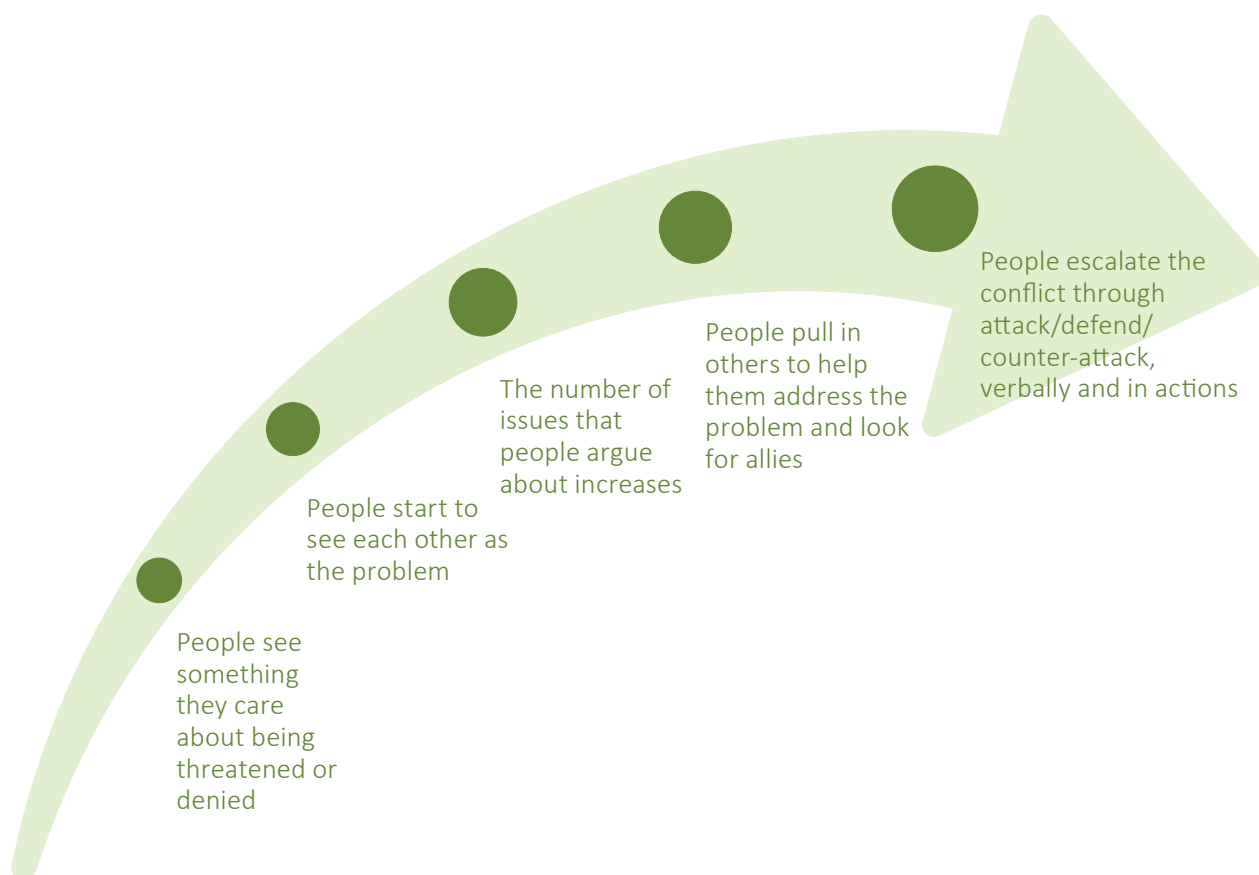 People see
something
they care
about being
threatened or
denied
People start to
see each other as
the problem
The number of
issues that
people argue
about increases
People pull in
others to help
them address the
problem and look
for allies
People escalate the
conflict through
attack/defend/
counter-attack,
verbally and in actions